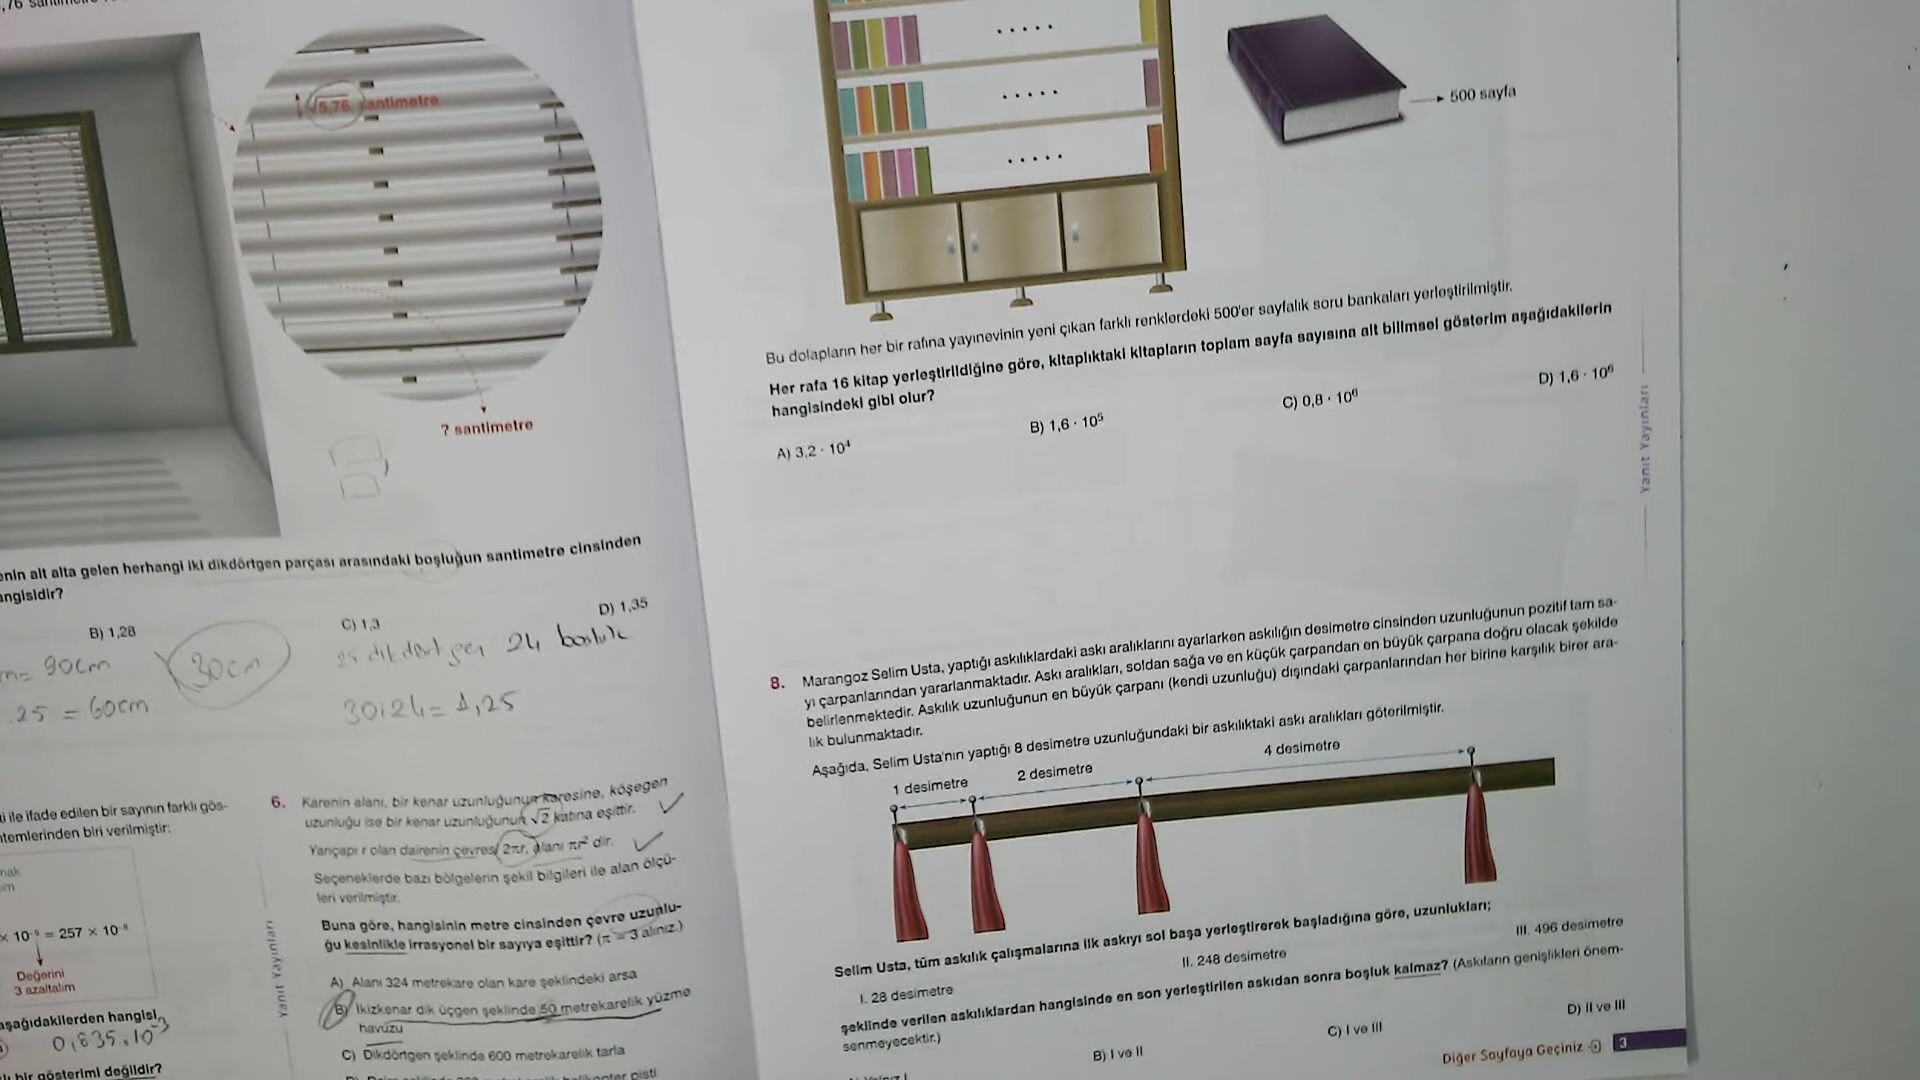 ,76
√5,76 santimetre
? santimetre
enin alt alta gelen herhangi iki dikdörtgen parçası arasındaki boşluğun santimetre cinsinden
angisidir?
B) 1,28
C) 1,3
D) 1,35
90cm
30cm
25 dikdörtgen 24 boşluk
.25 = 60cm
30:24= 1,25
ile ifade edilen bir sayının farklı gös-
temlerinden biri verilmiştir.
= 257 × 10
Değerini
3 azaltalım
aşağıdakilerden hangisi
0,835.10⁻³
bir gösterimi değildir?
Yanıt Yayınları
6. Karenin alanı, bir kenar uzunluğunun karesine, köşegen
uzunluğu ise bir kenar uzunluğunun √2 katına eşittir.
Yarıçapı r olan dairenin çevresi 2πr, alanı πr² dir.
Seçeneklerde bazı bölgelerin şekil bilgileri ile alan ölçü-
leri verilmiştir.
Buna göre, hangisinin metre cinsinden çevre uzunlu-
ğu kesinlikle irrasyonel bir sayıya eşittir? (π = 3 alınız.)
A) Alanı 324 metrekare olan kare şeklindeki arsa
B) İkizkenar dik üçgen şeklinde 50 metrekarelik yüzme
havuzu
C) Dikdörtgen şeklinde 600 metrekarelik tarla
pisti
500 sayfa
Bu dolapların her bir rafına yayınevinin yeni çıkan farklı renklerdeki 500'er sayfalık soru bankaları yerleştirilmiştir.
Her rafa 16 kitap yerleştirildiğine göre, kitaplıktaki kitapların toplam sayfa sayısına ait bilimsel gösterim aşağıdakilerin
hangisindeki gibi olur?
A) 3,2 · 10⁴
B) 1,6 · 10⁵
C) 0,8 · 10⁶
D) 1,6 · 10⁶
Yanıt Yayınları
8. Marangoz Selim Usta, yaptığı askılıklardaki askı aralıklarını ayarlarken askılığın desimetre cinsinden uzunluğunun pozitif tam sa-
yı çarpanlarından yararlanmaktadır. Askı aralıkları, soldan sağa ve en küçük çarpandan en büyük çarpana doğru olacak şekilde
belirlenmektedir. Askılık uzunluğunun en büyük çarpanı (kendi uzunluğu) dışındaki çarpanlarından her birine karşılık birer ara-
lık bulunmaktadır.
Aşağıda, Selim Usta'nın yaptığı 8 desimetre uzunluğundaki bir askılıktaki askı aralıkları göterilmiştir.
1 desimetre
2 desimetre
4 desimetre
Selim Usta, tüm askılık çalışmalarına ilk askıyı sol başa yerleştirerek başladığına göre, uzunlukları;
I. 28 desimetre
II. 248 desimetre
III. 496 desimetre
şeklinde verilen askılıklardan hangisinde en son yerleştirilen askıdan sonra boşluk kalmaz? (Askıların genişlikleri önem-
senmeyecektir.)
B) I ve II
C) I ve III
D) II ve III
Diğer Sayfaya Geçiniz
3